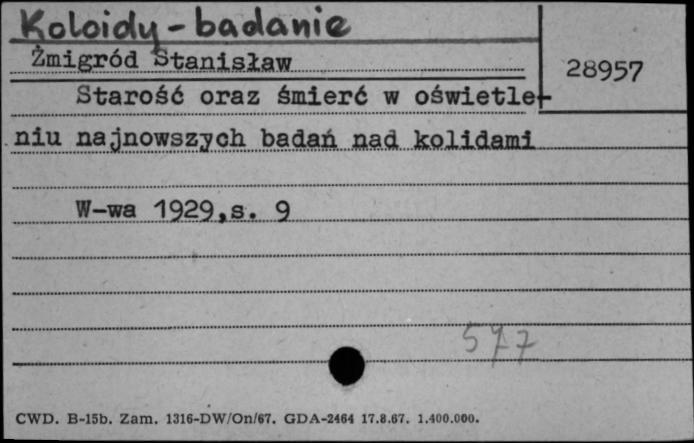 Koloidy - badanie
Żmigród Stanisław
28957
Starość oraz śmierć w oświetle-
niu najnowszych badań nad kolidami
W-wa 1929,s. 9
577
CWD. B-15b. Zam. 1316-DW/On/67. GDA-2464 17.8.67. 1.400.000.